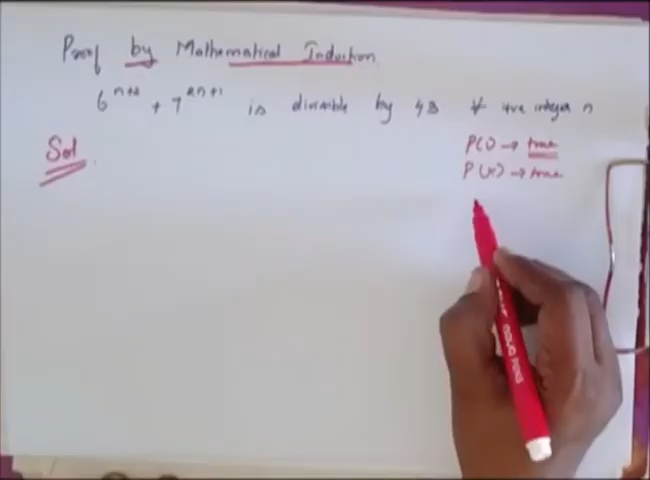 Proof by Mathematical Induction
6^{n+2} + 7^{2n+1} is divisible by 43 ∀ +ve integer n
Sol
P(1) → true
P(k) → true